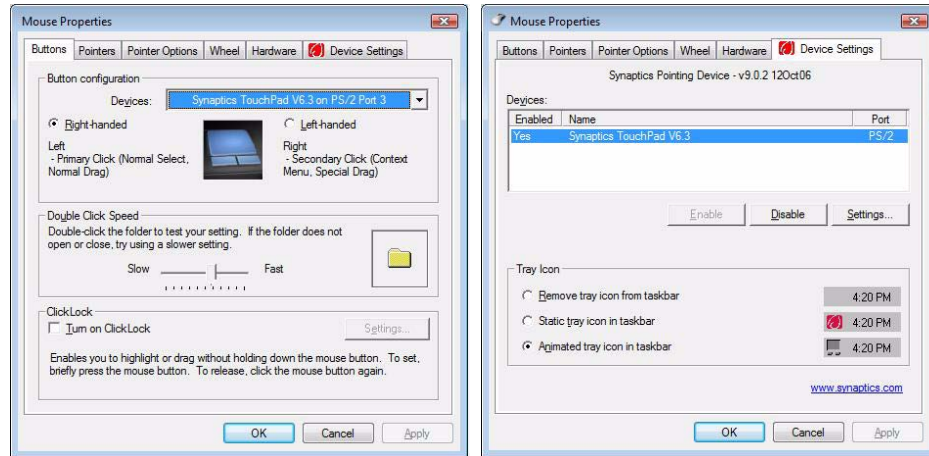 Mouse Properties
Buttons Pointers Pointer Options Wheel Hardware Device Settings
Button configuration
Devices: Synaptics TouchPad V6.3 on PS/2 Port 3
Right-handed
Left-handed
Left
- Primary Click (Normal Select,
Normal Drag)
Right
- Secondary Click (Context
Menu, Special Drag)
Double Click Speed
Double-click the folder to test your setting. If the folder does not
open or close, try using a slower setting.
Slow Fast
ClickLock
Turn on ClickLock
Settings...
Enables you to highlight or drag without holding down the mouse button. To set,
briefly press the mouse button. To release, click the mouse button again.
OK Cancel Apply
Mouse Properties
Buttons Pointers Pointer Options Wheel Hardware Device Settings
Synaptics Pointing Device - v9.0.2 12Oct06
Devices:
Enabled Name Port
Yes Synaptics TouchPad V6.3 PS/2
Enable Disable Settings...
Tray Icon
Remove tray icon from taskbar 4:20 PM
Static tray icon in taskbar 4:20 PM
Animated tray icon in taskbar 4:20 PM
www.synaptics.com
OK Cancel Apply